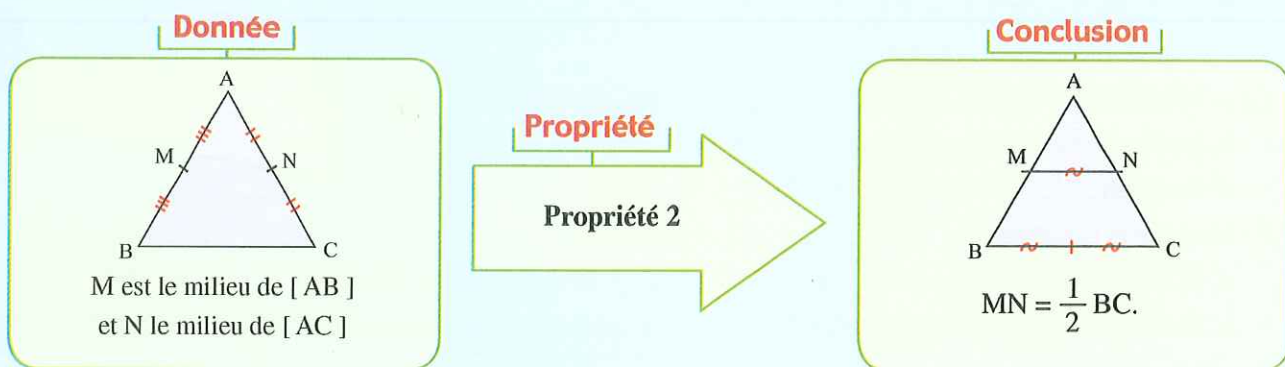 Donnée
A
M
N
B
C
M est le milieu de [ AB ]
et N le milieu de [ AC ]
Propriété
Propriété 2
Conclusion
A
M
N
B
C
MN = 1/2 BC.